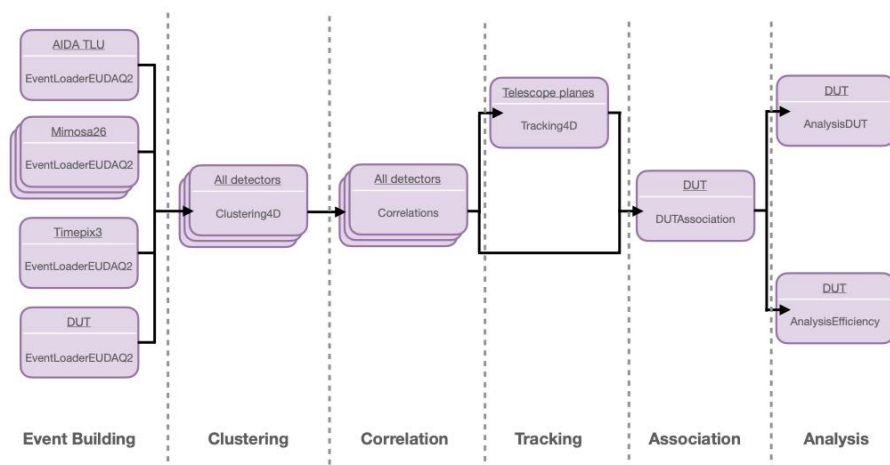 AIDA TLU
EventLoaderEUDAQ2
Mimosa26
EventLoaderEUDAQ2
Timepix3
EventLoaderEUDAQ2
DUT
EventLoaderEUDAQ2
All detectors
Clustering4D
All detectors
Correlations
Telescope planes
Tracking4D
DUT
DUTAssociation
DUT
AnalysisDUT
DUT
AnalysisEfficiency
Event Building
Clustering
Correlation
Tracking
Association
Analysis